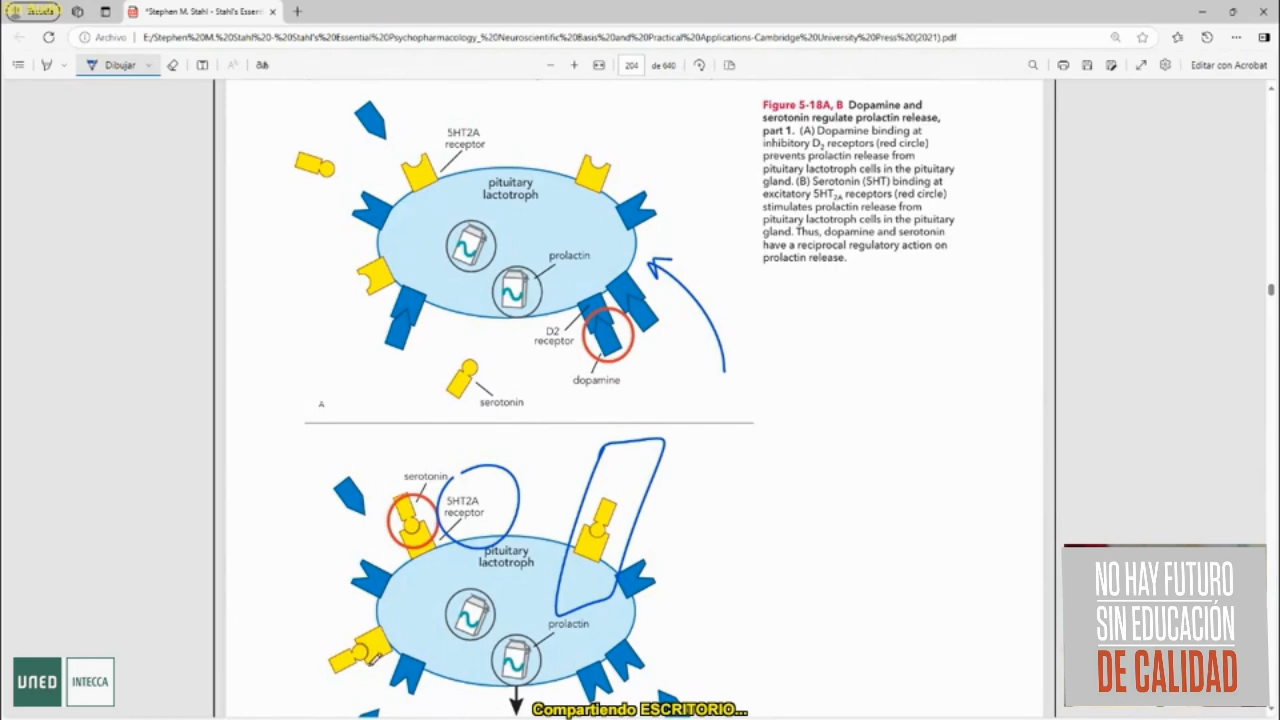 *Stephen M. Stahl - Stahl's Essen
Archivo
E:/Stephen%20M.%20Stahl%20-%20Stahl's%20Essential%20Psychopharmacology_%20Neuroscientific%20Basis%20and%20Practical%20Applications-Cambridge%20University%20Press%20(2021).pdf
Dibujar
204
de 640
Editar con Acrobat
5HT2A
receptor
pituitary
lactotroph
prolactin
D2
receptor
dopamine
serotonin
A
Figure 5-18A, B Dopamine and
serotonin regulate prolactin release,
part 1. (A) Dopamine binding at
inhibitory D2 receptors (red circle)
prevents prolactin release from
pituitary lactotroph cells in the pituitary
gland. (B) Serotonin (5HT) binding at
excitatory 5HT2A receptors (red circle)
stimulates prolactin release from
pituitary lactotroph cells in the pituitary
gland. Thus, dopamine and serotonin
have a reciprocal regulatory action on
prolactin release.
serotonin
5HT2A
receptor
pituitary
lactotroph
prolactin
NO HAY FUTURO
SIN EDUCACIÓN
DE CALIDAD
UNED
INTECCA
Compartiendo ESCRITORIO...